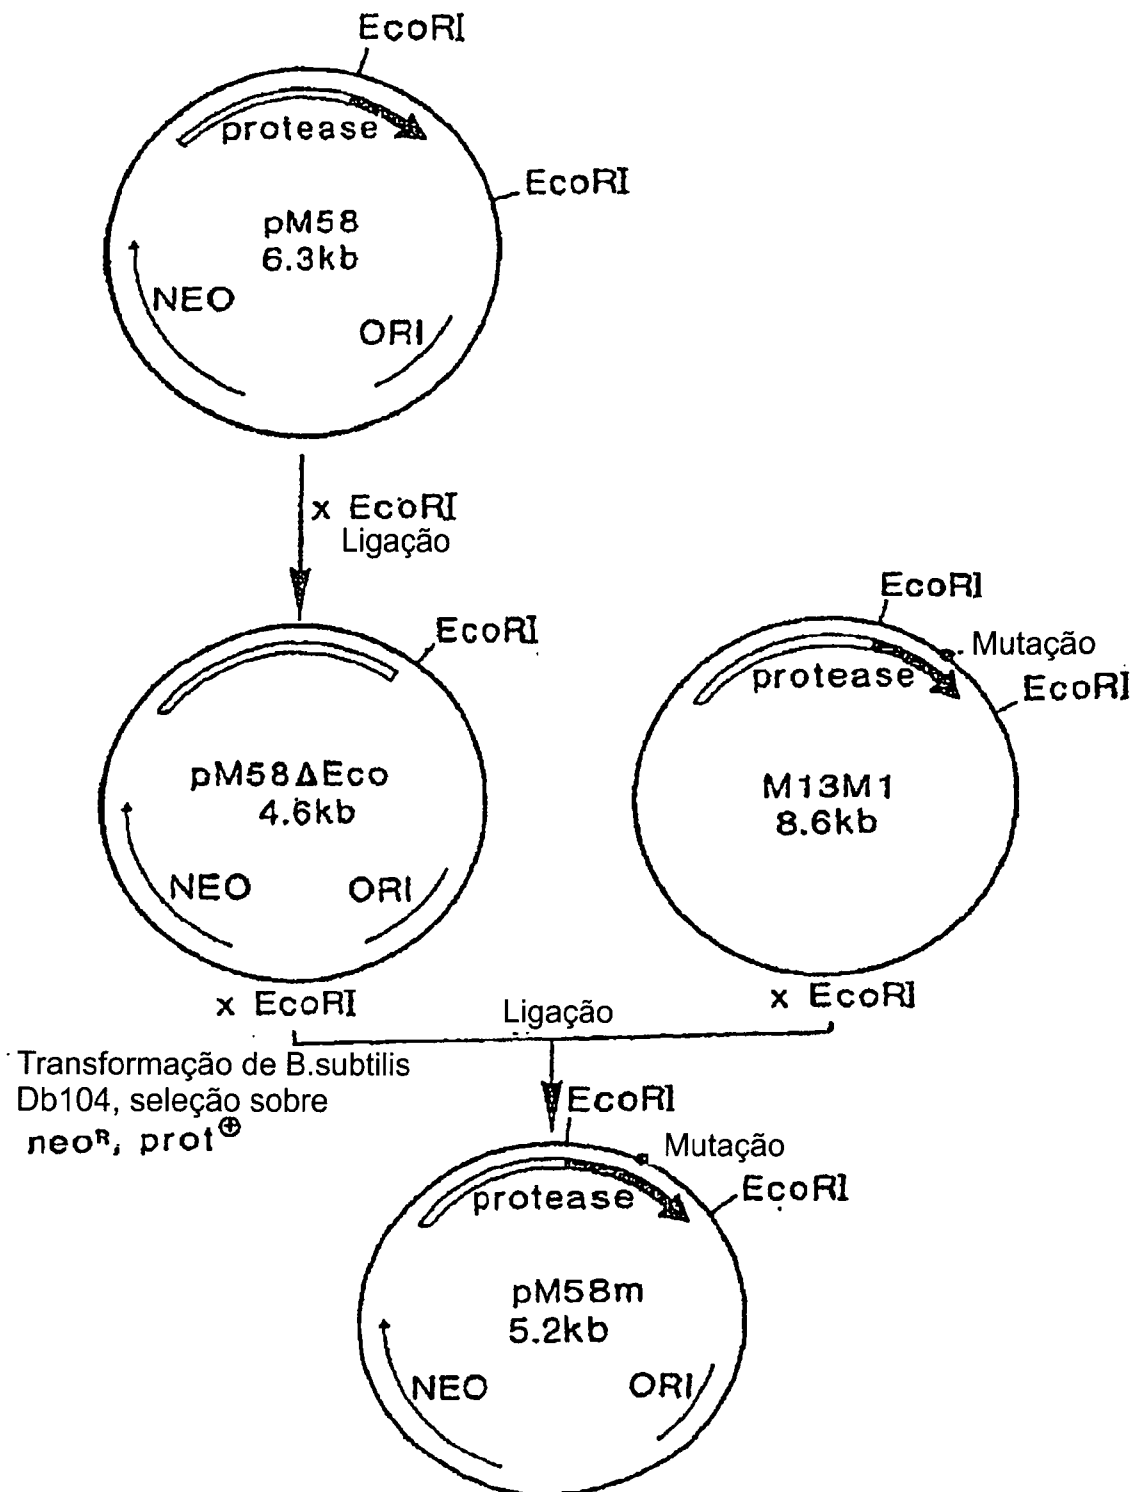 EcoRI
protease
EcoRI
pM58
6.3kb
NEO
ORI
x EcoRI
Ligação
EcoRI
pM58ΔEco
4.6kb
NEO
ORI
x EcoRI
EcoRI
Mutação
protease
EcoRI
M13M1
8.6kb
x EcoRI
Ligação
Transformação de B.subtilis
Db104, seleção sobre
neoᴿ, prot⊕
EcoRI
Mutação
protease
EcoRI
pM58m
5.2kb
NEO
ORI